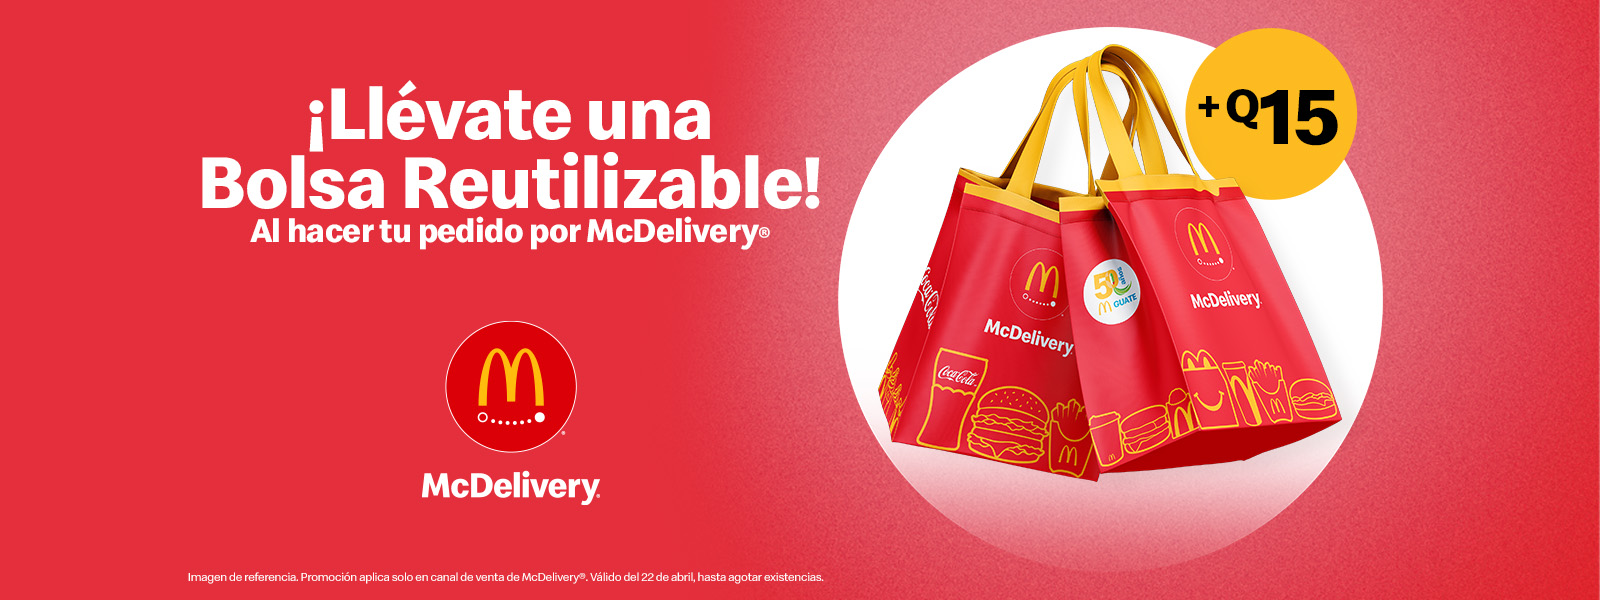 ¡Llévate una
Bolsa Reutilizable!
Al hacer tu pedido por McDelivery®
McDelivery®
+Q15
Coca-Cola
McDelivery®
Coca-Cola
50 años
GUATE
McDelivery®
Imagen de referencia. Promoción aplica solo en canal de venta de McDelivery®. Válido del 22 de abril, hasta agotar existencias.